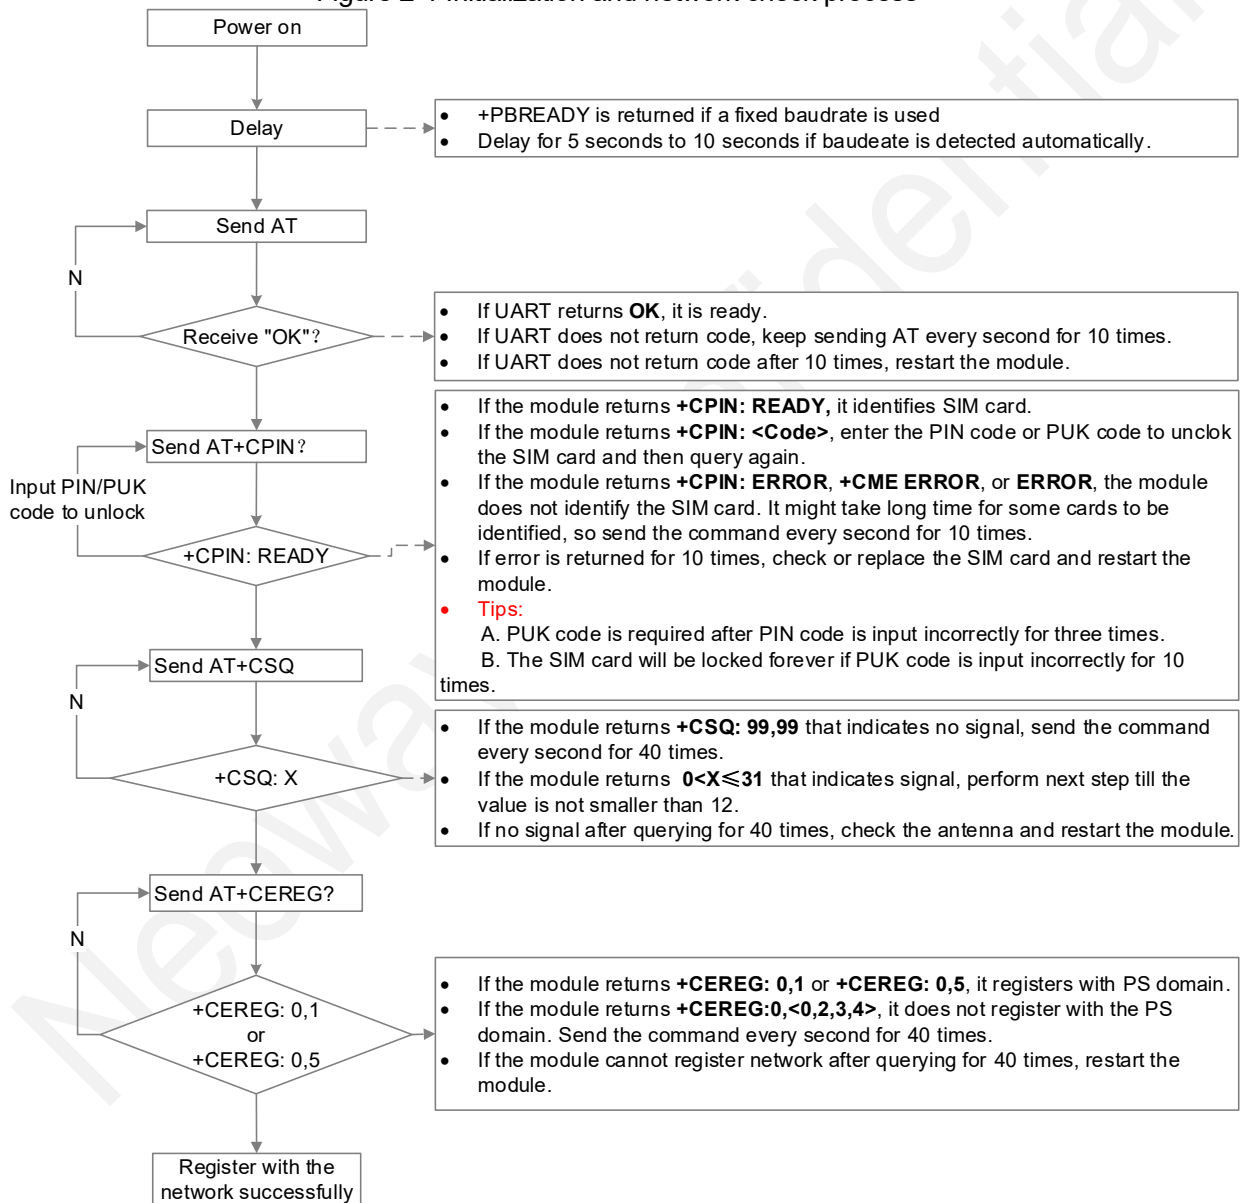 Figure 2-1 Initialization and network check process
Power on
Delay
• +PBREADY is returned if a fixed baudrate is used
• Delay for 5 seconds to 10 seconds if baudeate is detected automatically.
Send AT
N
Receive "OK"?
• If UART returns OK, it is ready.
• If UART does not return code, keep sending AT every second for 10 times.
• If UART does not return code after 10 times, restart the module.
Send AT+CPIN?
Input PIN/PUK
code to unlock
+CPIN: READY
• If the module returns +CPIN: READY, it identifies SIM card.
• If the module returns +CPIN: <Code>, enter the PIN code or PUK code to unclok
the SIM card and then query again.
• If the module returns +CPIN: ERROR, +CME ERROR, or ERROR, the module
does not identify the SIM card. It might take long time for some cards to be
identified, so send the command every second for 10 times.
• If error is returned for 10 times, check or replace the SIM card and restart the
module.
• Tips:
A. PUK code is required after PIN code is input incorrectly for three times.
B. The SIM card will be locked forever if PUK code is input incorrectly for 10
times.
Send AT+CSQ
N
+CSQ: X
• If the module returns +CSQ: 99,99 that indicates no signal, send the command
every second for 40 times.
• If the module returns 0<X≤31 that indicates signal, perform next step till the
value is not smaller than 12.
• If no signal after querying for 40 times, check the antenna and restart the module.
Send AT+CEREG?
N
+CEREG: 0,1
or
+CEREG: 0,5
• If the module returns +CEREG: 0,1 or +CEREG: 0,5, it registers with PS domain.
• If the module returns +CEREG:0,<0,2,3,4>, it does not register with the PS
domain. Send the command every second for 40 times.
• If the module cannot register network after querying for 40 times, restart the
module.
Register with the
network successfully